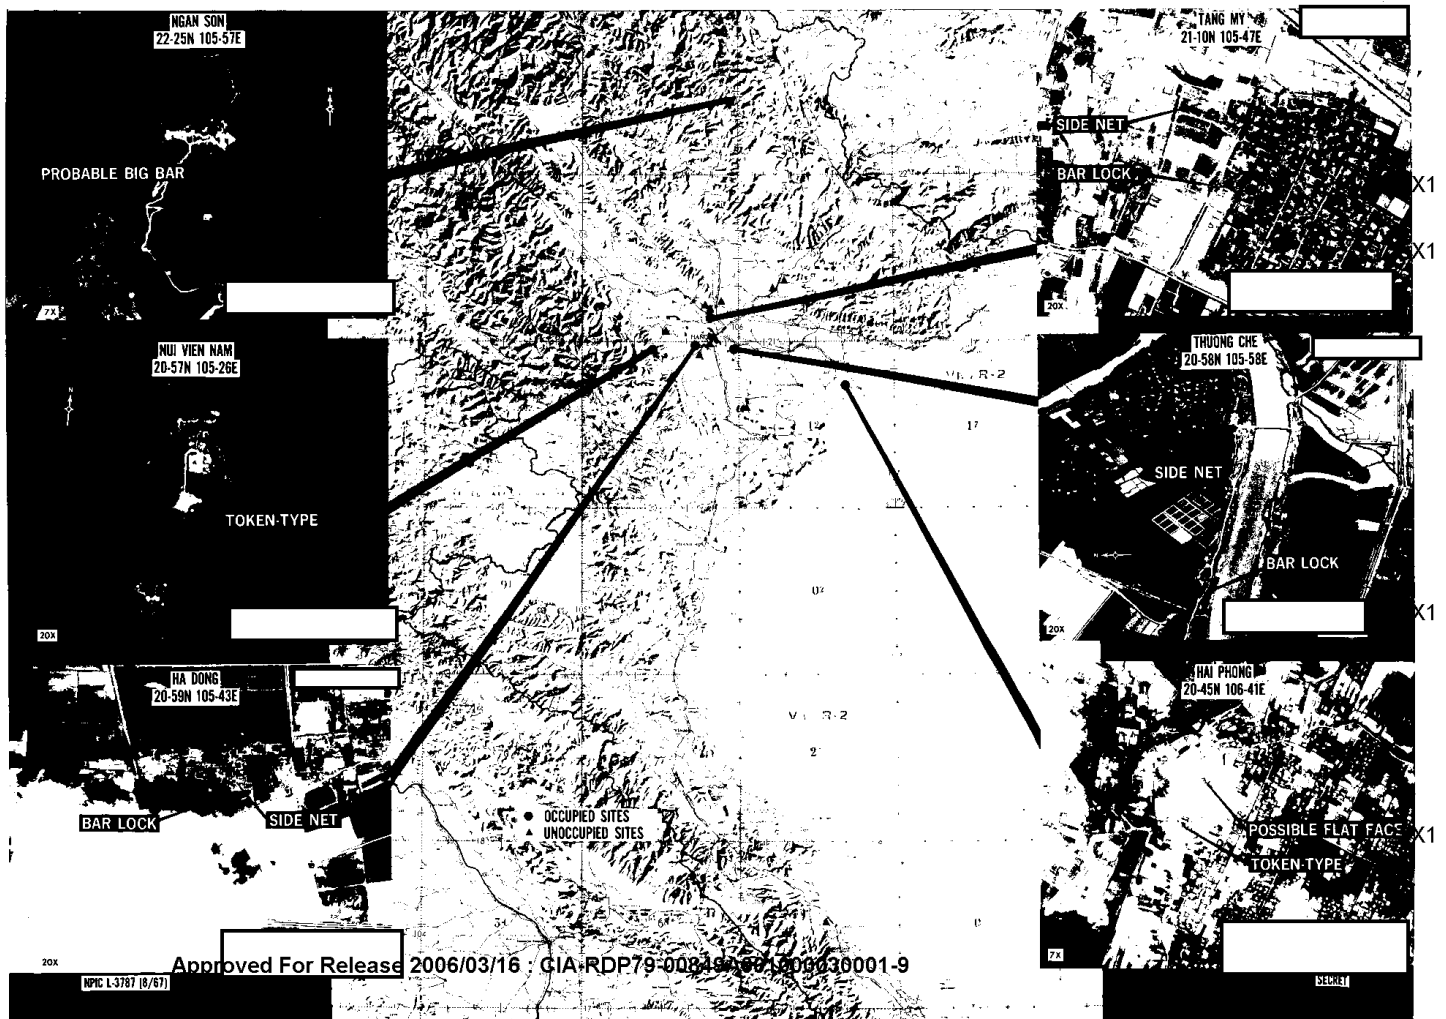 NGAN SON
22-25N 105-57E
N
PROBABLE BIG BAR
7X
NUI VIEN NAM
20-57N 105-26E
N
TOKEN-TYPE
20X
HA DONG
20-59N 105-43E
BAR LOCK
SIDE NET
20X
NPIC L-3787 (8/67)
17
OCCUPIED SITES
UNOCCUPIED SITES
TANG MY
21-10N 105-47E
SIDE NET
BAR LOCK
20X
X1
X1
THUONG CHE
20-58N 105-58E
SIDE NET
N
BAR LOCK
20X
X1
HAI PHONG
20-45N 106-41E
POSSIBLE FLAT FACE
TOKEN-TYPE
7X
X1
SECRET
Approved For Release 2006/03/16 :